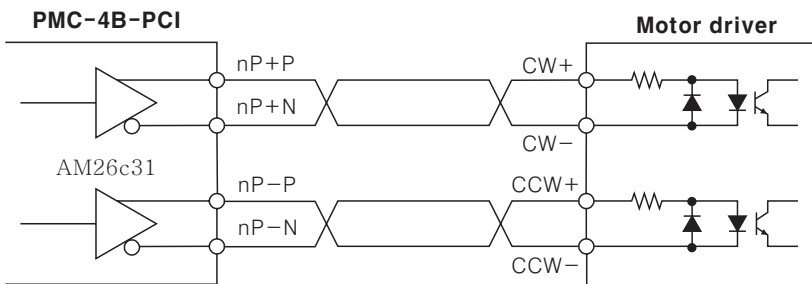 PMC-4B-PCI
Motor driver
nP+P
CW+
nP+N
CW-
AM26c31
nP-P
CCW+
nP-N
CCW-